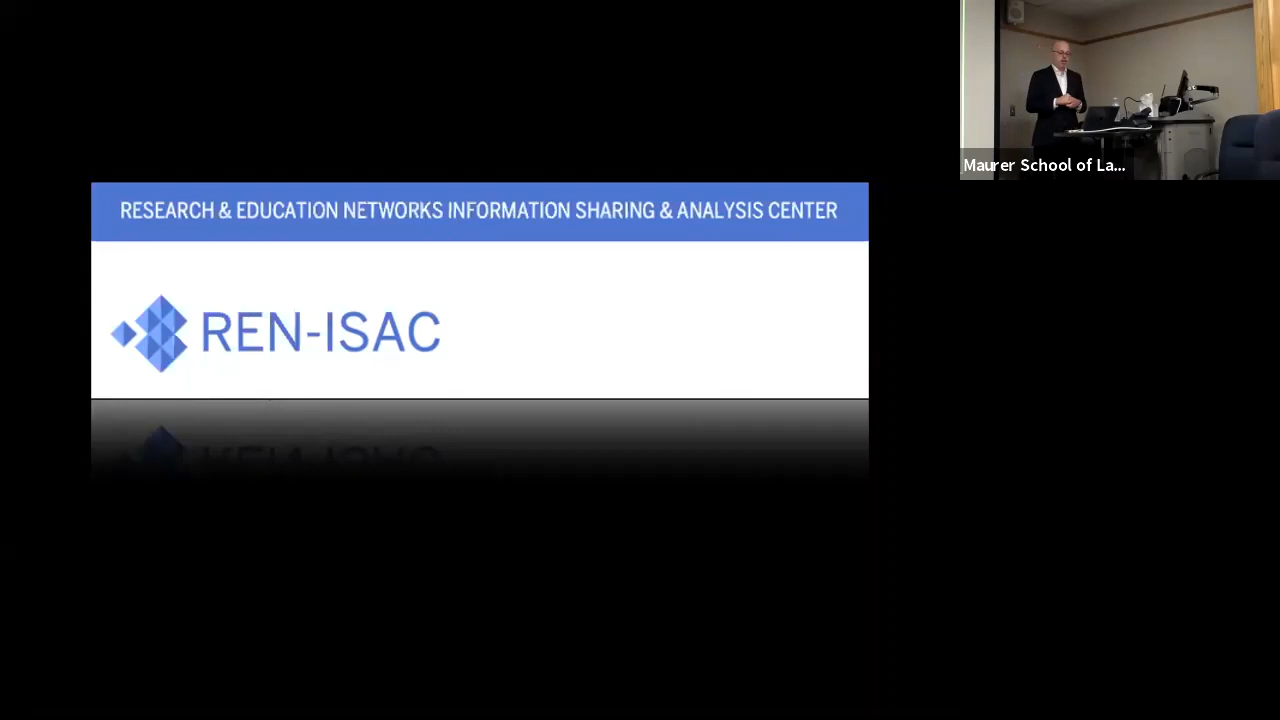 RESEARCH & EDUCATION NETWORKS INFORMATION SHARING & ANALYSIS CENTER
REN-ISAC
Maurer School of La...